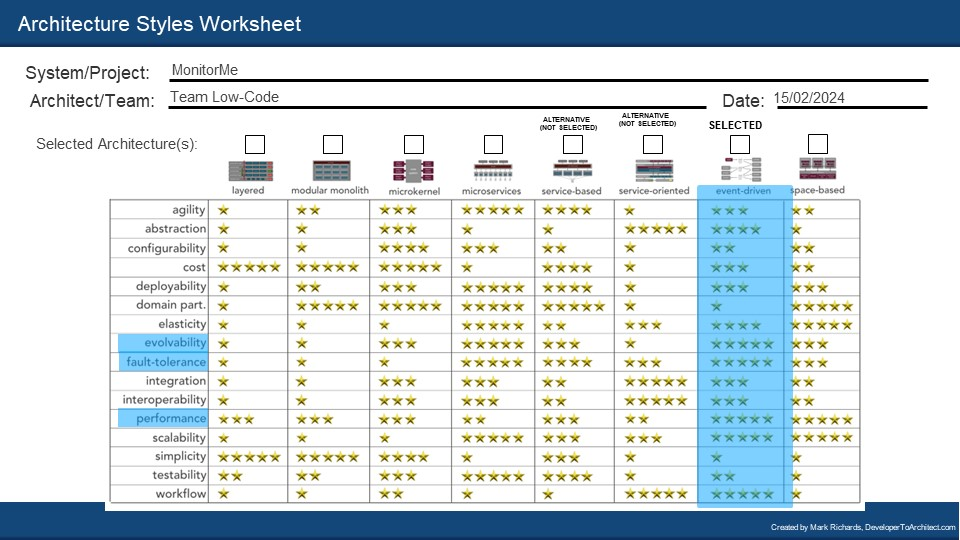 Architecture Styles Worksheet
System/Project: MonitorMe
Architect/Team: Team Low-Code Date: 15/02/2024
ALTERNATIVE (NOT SELECTED) ALTERNATIVE (NOT SELECTED) SELECTED
Selected Architecture(s):
layered modular monolith microkernel microservices service-based service-oriented event-driven space-based
agility
abstraction
configurability
cost
deployability
domain part.
elasticity
evolvability
fault-tolerance
integration
interoperability
performance
scalability
simplicity
testability
workflow
Created by Mark Richards, DeveloperToArchitect.com